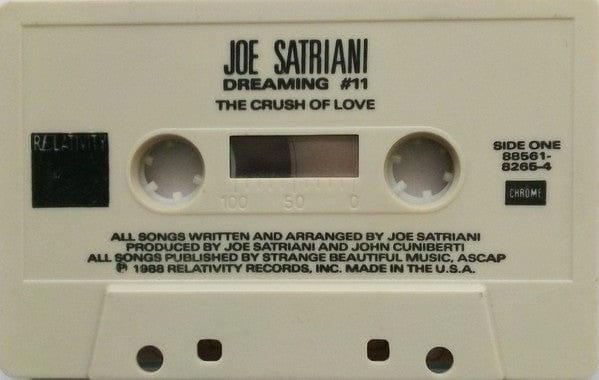 JOE SATRIANI
DREAMING #11
THE CRUSH OF LOVE
RELATIVITY
SIDE ONE
88561-
8265-4
CHRÖME
100 50 0
ALL SONGS WRITTEN AND ARRANGED BY JOE SATRIANI
PRODUCED BY JOE SATRIANI AND JOHN CUNIBERTI
ALL SONGS PUBLISHED BY STRANGE BEAUTIFUL MUSIC, ASCAP
℗ 1988 RELATIVITY RECORDS, INC. MADE IN THE U.S.A.